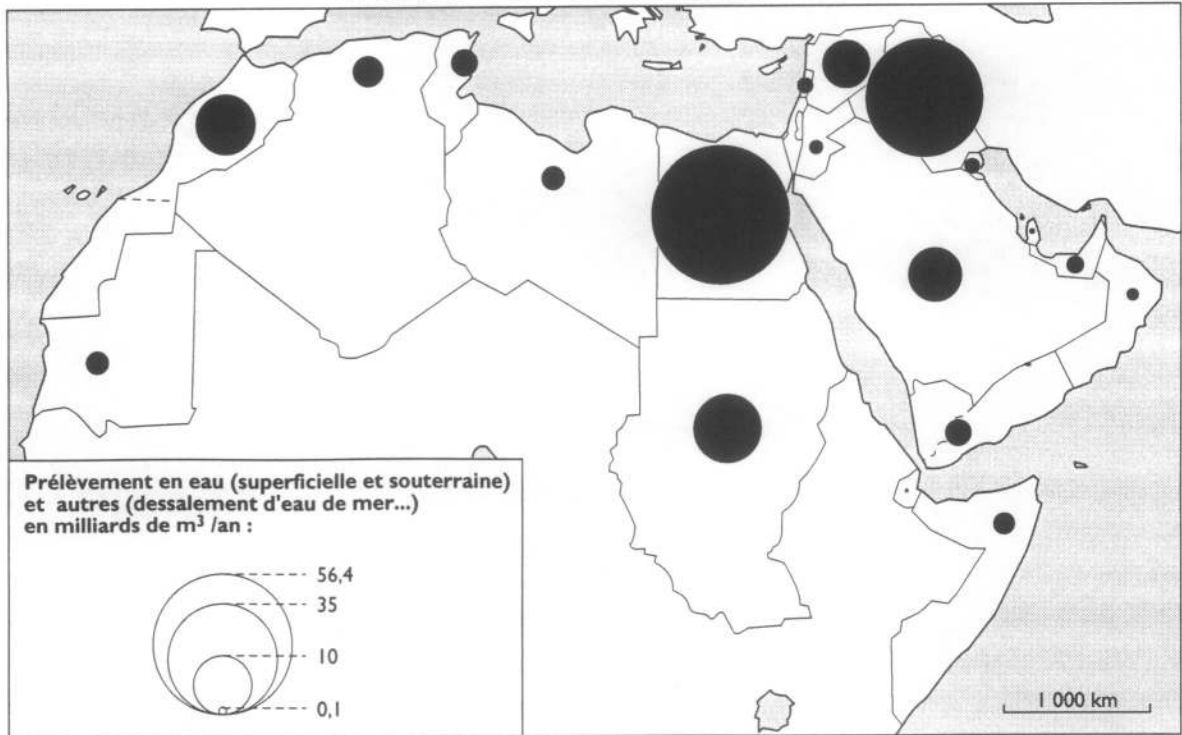 Prélèvement en eau (superficielle et souterraine)
et autres (dessalement d'eau de mer...)
en milliards de m³ /an :
56,4
35
10
0,1
1 000 km